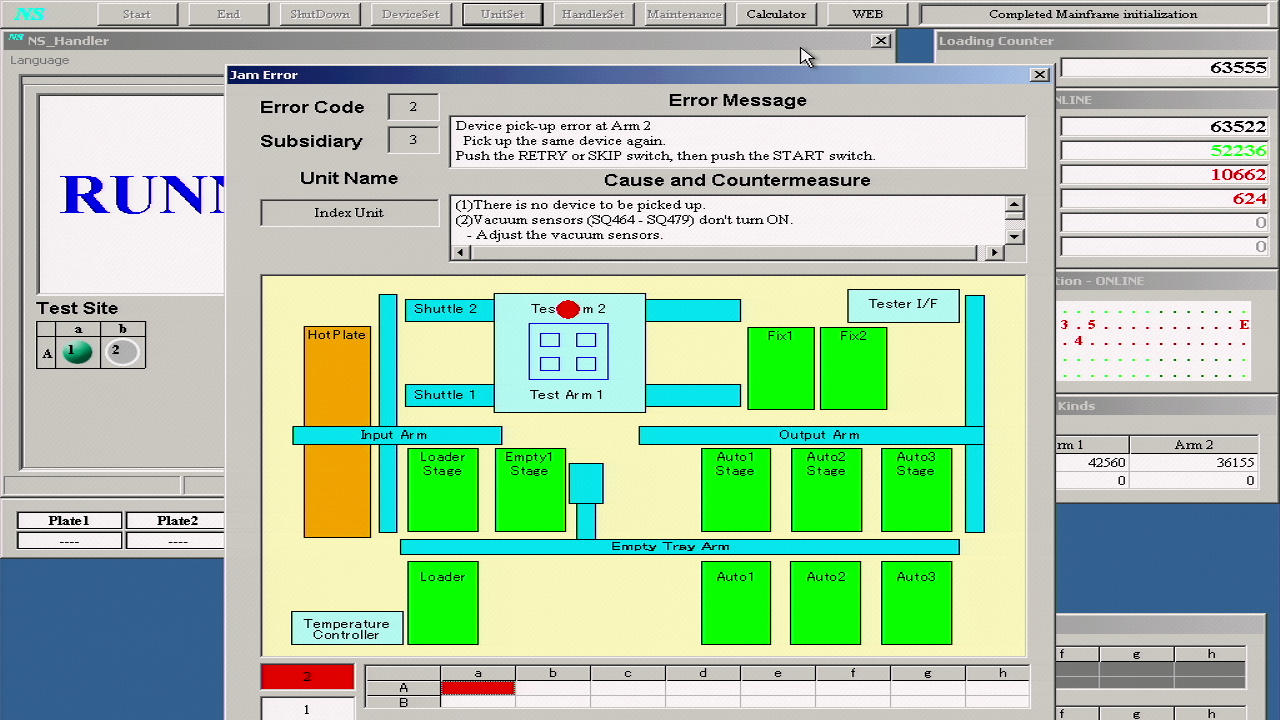 NS Start End ShutDown DeviceSet UnitSet HandlerSet Maintenance Calculator WEB Completed Mainframe initialization
NS NS_Handler
Language
RUNN
Test Site
a b
A 1 2
Plate1 Plate2
---- ----
Jam Error
Error Code 2
Subsidiary 3
Unit Name
Index Unit
Error Message
Device pick-up error at Arm 2
Pick up the same device again.
Push the RETRY or SKIP switch, then push the START switch.
Cause and Countermeasure
(1)There is no device to be picked up.
(2)Vacuum sensors (SQ464 - SQ479) don't turn ON.
- Adjust the vacuum sensors.
Shuttle 2
Tes m 2
Tester I/F
HotPlate
Fix1 Fix2
Shuttle 1
Test Arm 1
Input Arm
Output Arm
Loader
Stage
Empty1
Stage
Auto1
Stage
Auto2
Stage
Auto3
Stage
Empty Tray Arm
Loader
Auto1 Auto2 Auto3
Temperature
Controller
2
1
a b c d e f g h
A
B
Loading Counter
63555
NLINE
63522
52236
10662
624
0
0
tion - ONLINE
3 . 5 . . . . . . . . E
. 4 . . . . . . . . . .
Kinds
rm 1 Arm 2
42560 36155
0 0
f g h
f g h